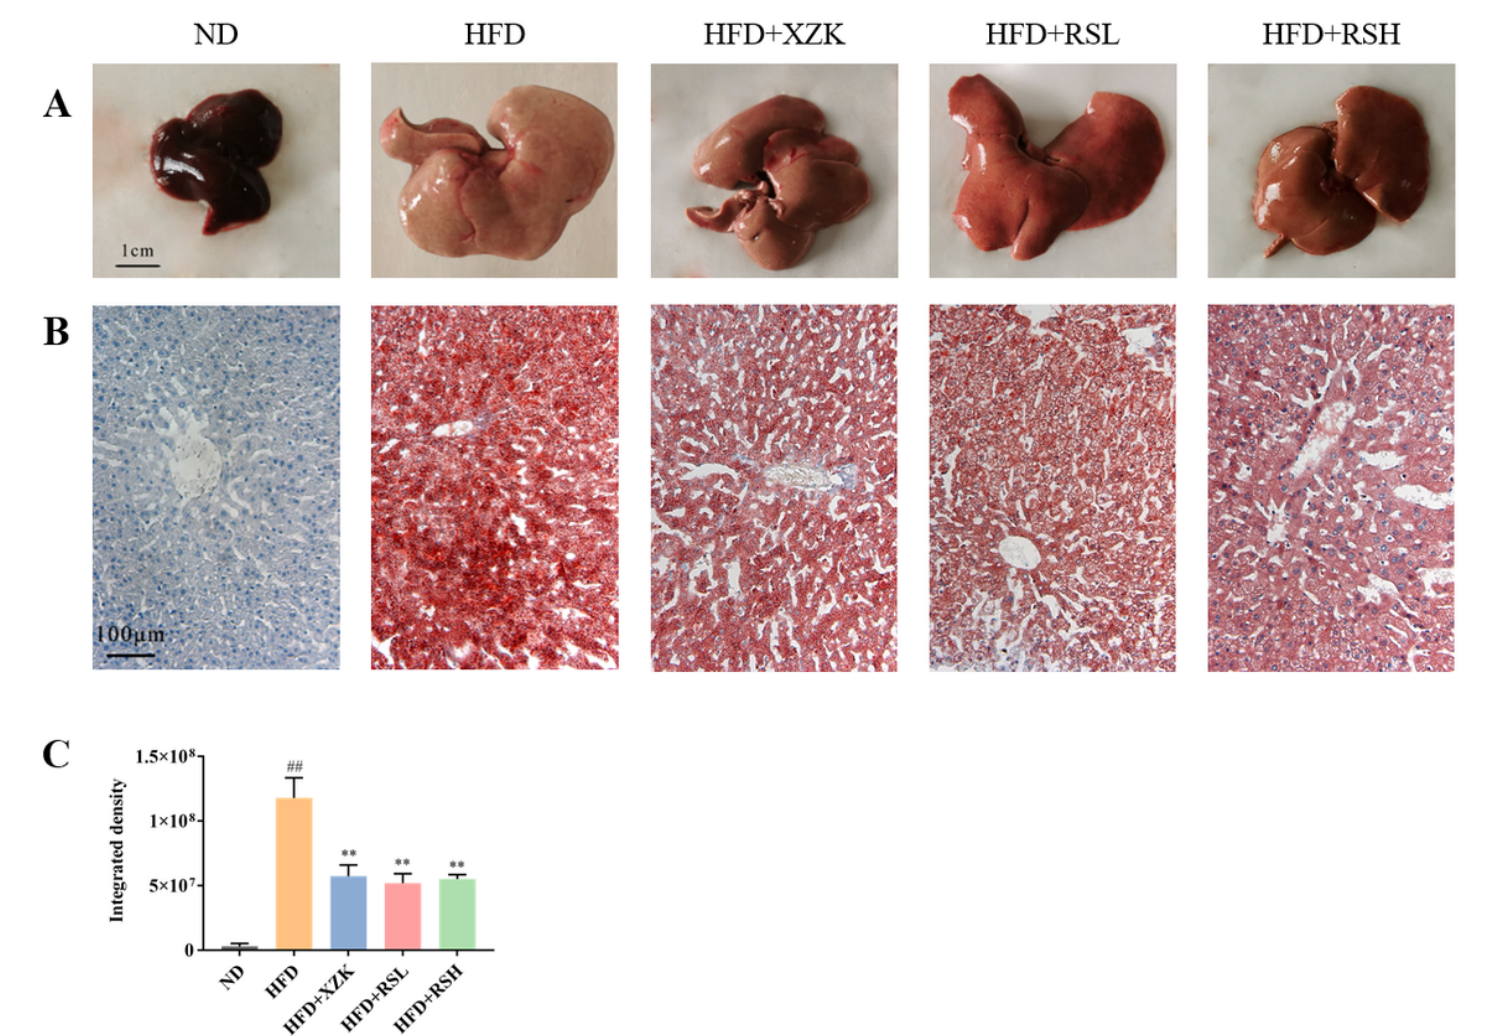 ND HFD HFD+XZK HFD+RSL HFD+RSH
A
1cm
B
100μm
C
1.5×10⁸
1×10⁸
5×10⁷
0
Integrated density
##
** ** **
ND HFD HFD+XZK HFD+RSL HFD+RSH